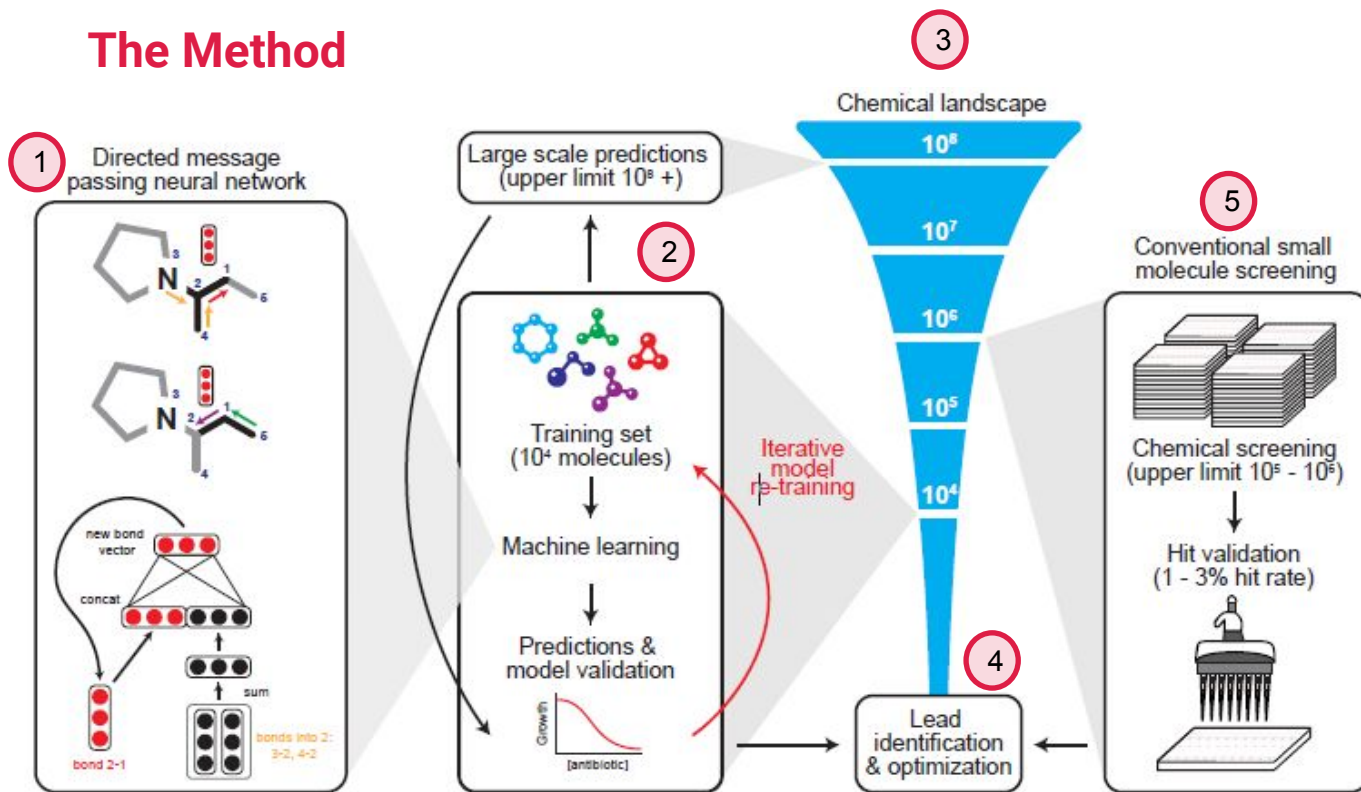 The Method
1
Directed message
passing neural network
3
N
2
1
5
4
3
N
2
1
5
4
new bond
vector
concat
sum
bond 2-1
bonds into 2:
3-2, 4-2
Large scale predictions
(upper limit 10⁸ +)
2
Training set
(10⁴ molecules)
Machine learning
Predictions &
model validation
Growth
[antibiotic]
Iterative
model
re-training
3
Chemical landscape
10⁸
10⁷
10⁶
10⁵
10⁴
4
Lead
identification
& optimization
5
Conventional small
molecule screening
Chemical screening
(upper limit 10⁵ - 10⁶)
Hit validation
(1 - 3% hit rate)